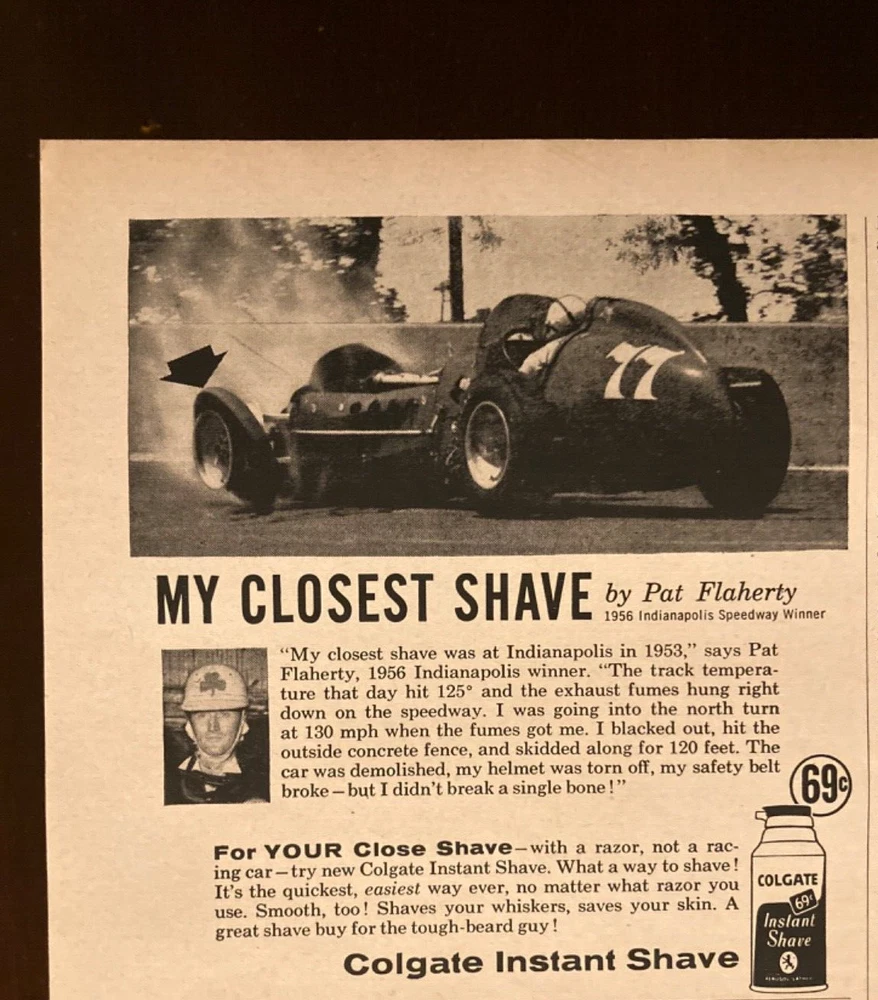 77
MY CLOSEST SHAVE by Pat Flaherty
1956 Indianapolis Speedway Winner
“My closest shave was at Indianapolis in 1953,” says Pat
Flaherty, 1956 Indianapolis winner. “The track tempera-
ture that day hit 125° and the exhaust fumes hung right
down on the speedway. I was going into the north turn
at 130 mph when the fumes got me. I blacked out, hit the
outside concrete fence, and skidded along for 120 feet. The
car was demolished, my helmet was torn off, my safety belt
broke—but I didn’t break a single bone!”
69c
For YOUR Close Shave—with a razor, not a rac-
ing car—try new Colgate Instant Shave. What a way to shave!
It’s the quickest, easiest way ever, no matter what razor you
use. Smooth, too! Shaves your whiskers, saves your skin. A
great shave buy for the tough-beard guy!
Colgate Instant Shave
COLGATE
69¢
Instant
Shave